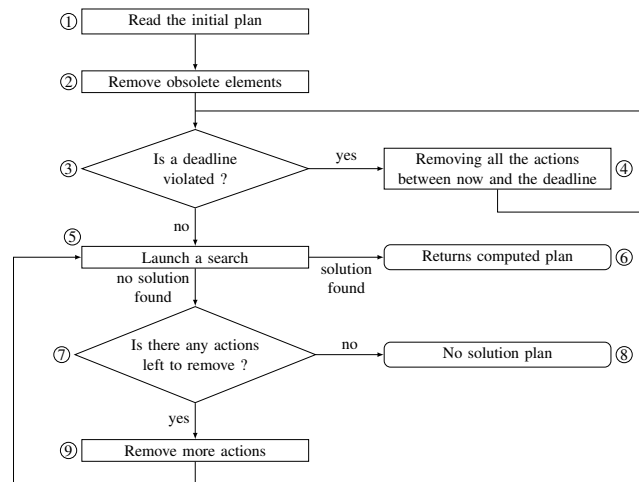 ① Read the initial plan
② Remove obsolete elements
③ Is a deadline
violated ?
yes
④ Removing all the actions
between now and the deadline
no
⑤ Launch a search
no solution
found
solution
found
⑥ Returns computed plan
⑦ Is there any actions
left to remove ?
no
⑧ No solution plan
yes
⑨ Remove more actions